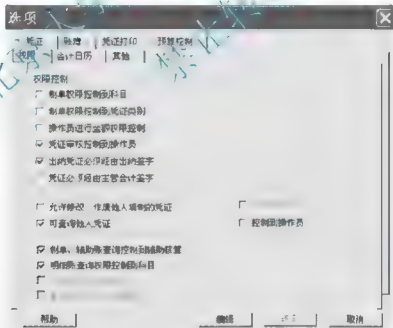 选项
凭证 账簿 凭证打印 预算控制
权限 会计日历 其他
权限控制
制单权限控制到科目
制单权限控制到凭证类别
操作员进行金额权限控制
凭证审核控制到操作员
出纳凭证必须经由出纳签字
凭证必须经由主管会计签字
允许修改、作废他人填制的凭证
可查询他人凭证 控制到操作员
制单、辅助账查询控制到辅助核算
明细账查询权限控制到科目
帮助 编辑 取消